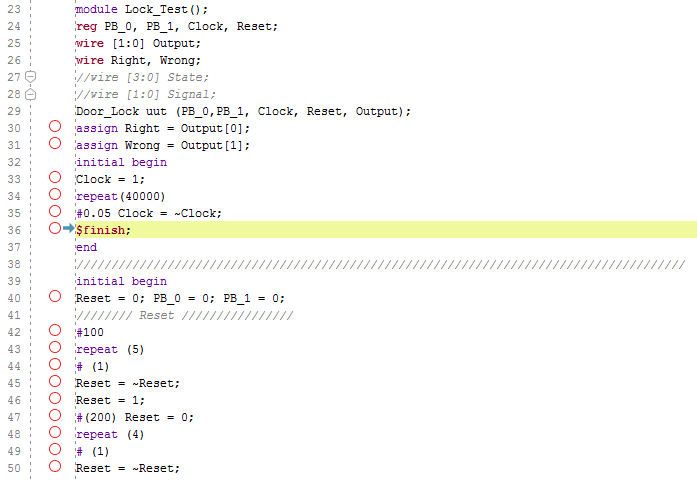 23 module Lock_Test();
24 reg PB_0, PB_1, Clock, Reset;
25 wire [1:0] Output;
26 wire Right, Wrong;
27 //wire [3:0] State;
28 //wire [1:0] Signal;
29 Door_Lock uut (PB_0,PB_1, Clock, Reset, Output);
30 assign Right = Output[0];
31 assign Wrong = Output[1];
32 initial begin
33 Clock = 1;
34 repeat(40000)
35 #0.05 Clock = ~Clock;
36 $finish;
37 end
38 ///////////////////////////////////////////////////////////////////////////////////////
39 initial begin
40 Reset = 0; PB_0 = 0; PB_1 = 0;
41 //////// Reset ////////////////
42 #100
43 repeat (5)
44 # (1)
45 Reset = ~Reset;
46 Reset = 1;
47 #(200) Reset = 0;
48 repeat (4)
49 # (1)
50 Reset = ~Reset;